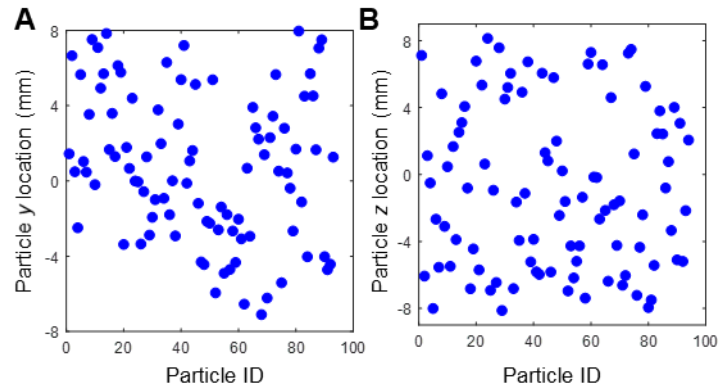 A
8
4
0
-4
-8
0 20 40 60 80 100
Particle y location (mm)
Particle ID
B
8
4
0
-4
-8
0 20 40 60 80 100
Particle z location (mm)
Particle ID